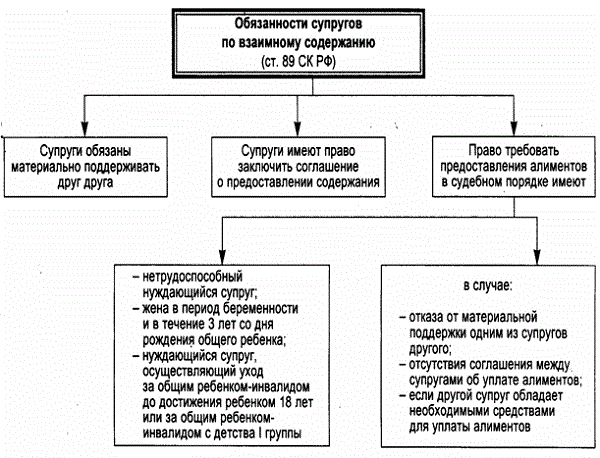 Обязанности супругов
по взаимному содержанию
(ст. 89 СК РФ)
Супруги обязаны
материально поддерживать
друг друга
Супруги имеют право
заключить соглашение
о предоставлении содержания
Право требовать
предоставления алиментов
в судебном порядке имеют
– нетрудоспособный
нуждающийся супруг;
– жена в период беременности
и в течение 3 лет со дня
рождения общего ребенка;
– нуждающийся супруг,
осуществляющий уход
за общим ребенком-инвалидом
до достижения ребенком 18 лет
или за общим ребенком-
инвалидом с детства I группы
в случае:
– отказа от материальной
поддержки одним из супругов
другого;
– отсутствия соглашения между
супругами об уплате алиментов;
– если другой супруг обладает
необходимыми средствами
для уплаты алиментов